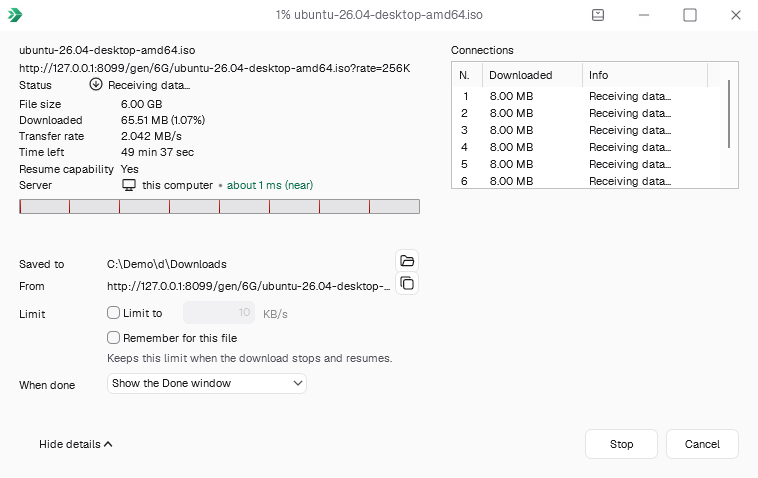 1% ubuntu-26.04-desktop-amd64.iso
ubuntu-26.04-desktop-amd64.iso
http://127.0.0.1:8099/gen/6G/ubuntu-26.04-desktop-amd64.iso?rate=256K
Status Receiving data...
File size 6.00 GB
Downloaded 65.51 MB (1.07%)
Transfer rate 2.042 MB/s
Time left 49 min 37 sec
Resume capability Yes
Server this computer • about 1 ms (near)
Connections
N. Downloaded Info
1 8.00 MB Receiving data...
2 8.00 MB Receiving data...
3 8.00 MB Receiving data...
4 8.00 MB Receiving data...
5 8.00 MB Receiving data...
6 8.00 MB Receiving data...
Saved to C:\Demo\d\Downloads
From http://127.0.0.1:8099/gen/6G/ubuntu-26.04-desktop-...
Limit Limit to 10 KB/s
Remember for this file
Keeps this limit when the download stops and resumes.
When done Show the Done window
Hide details
Stop
Cancel